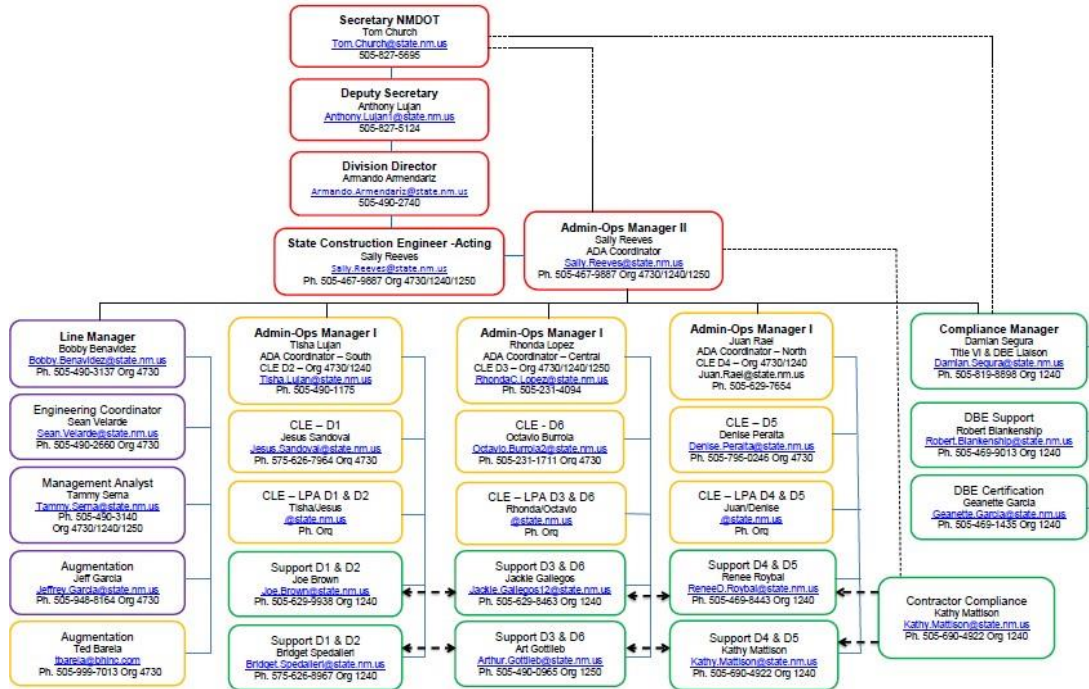 Secretary NMDOT
Tom Church
Tom.Church@state.nm.us
505-827-5695
Deputy Secretary
Anthony Lujan
Anthony.Lujan1@state.nm.us
505-827-5124
Division Director
Armando Armendariz
Armando.Armendariz@state.nm.us
505-490-2740
State Construction Engineer -Acting
Sally Reeves
Sally.Reeves@state.nm.us
Ph. 505-467-9887 Org 4730/1240/1250
Admin-Ops Manager II
Sally Reeves
ADA Coordinator
Sally.Reeves@state.nm.us
Ph. 505-467-9887 Org 4730/1240/1250
Line Manager
Bobby Benavidez
Bobby.Benavidez@state.nm.us
Ph. 505-490-3137 Org 4730
Engineering Coordinator
Sean Velarde
Sean.Velarde@state.nm.us
Ph. 505-490-2660 Org 4730
Management Analyst
Tammy Serna
Tammy.Serna@state.nm.us
Ph. 505-490-3140
Org 4730/1240/1250
Augmentation
Jeff Garcia
Jeffrey.Garcia@state.nm.us
Ph. 505-948-8164 Org 4730
Augmentation
Ted Barela
tbarela@bhinc.com
Ph. 505-999-7013 Org 4730
Admin-Ops Manager I
Tisha Lujan
ADA Coordinator – South
CLE D2 – Org 4730/1240
Tisha.Lujan@state.nm.us
Ph. 505-490-1175
CLE – D1
Jesus Sandoval
Jesus.Sandoval@state.nm.us
Ph. 575-626-7964 Org 4730
CLE – LPA D1 & D2
Tisha/Jesus
@state.nm.us
Ph. Org
Support D1 & D2
Joe Brown
Joe.Brown@state.nm.us
Ph. 505-629-9938 Org 1240
Support D1 & D2
Bridget Spedalieri
Bridget.Spedalieri@state.nm.us
Ph. 575-626-8967 Org 1240
Admin-Ops Manager I
Rhonda Lopez
ADA Coordinator – Central
CLE D3 – Org 4730/1240/1250
RhondaC.Lopez@state.nm.us
Ph. 505-231-4094
CLE - D6
Octavio Burrola
Octavio.Burrola2@state.nm.us
Ph. 505-231-1711 Org 4730
CLE – LPA D3 & D6
Rhonda/Octavio
@state.nm.us
Ph. Org
Support D3 & D6
Jackie Gallegos
Jackie.Gallegos12@state.nm.us
Ph. 505-629-8463 Org 1240
Support D3 & D6
Art Gottlieb
Arthur.Gottlieb@state.nm.us
Ph. 505-490-0965 Org 1250
Admin-Ops Manager I
Juan Rael
ADA Coordinator – North
CLE D4 – Org 4730/1240
Juan.Rael@state.nm.us
Ph. 505-629-7654
CLE – D5
Denise Peralta
Denise.Peralta@state.nm.us
Ph. 505-795-0246 Org 4730
CLE – LPA D4 & D5
Juan/Denise
@state.nm.us
Ph. Org
Support D4 & D5
Renee Roybal
ReneeD.Roybal@state.nm.us
Ph. 505-469-8443 Org 1240
Support D4 & D5
Kathy Mattison
Kathy.Mattison@state.nm.us
Ph. 505-690-4922 Org 1240
Compliance Manager
Damian Segura
Title VI & DBE Liaison
Damian.Segura@state.nm.us
Ph. 505-819-8898 Org 1240
DBE Support
Robert Blankenship
Robert.Blankenship@state.nm.us
Ph. 505-469-9013 Org 1240
DBE Certification
Geanette Garcia
Geanette.Garcia@state.nm.us
Ph. 505-469-1435 Org 1240
Contractor Compliance
Kathy Mattison
Kathy.Mattison@state.nm.us
Ph. 505-690-4922 Org 1240